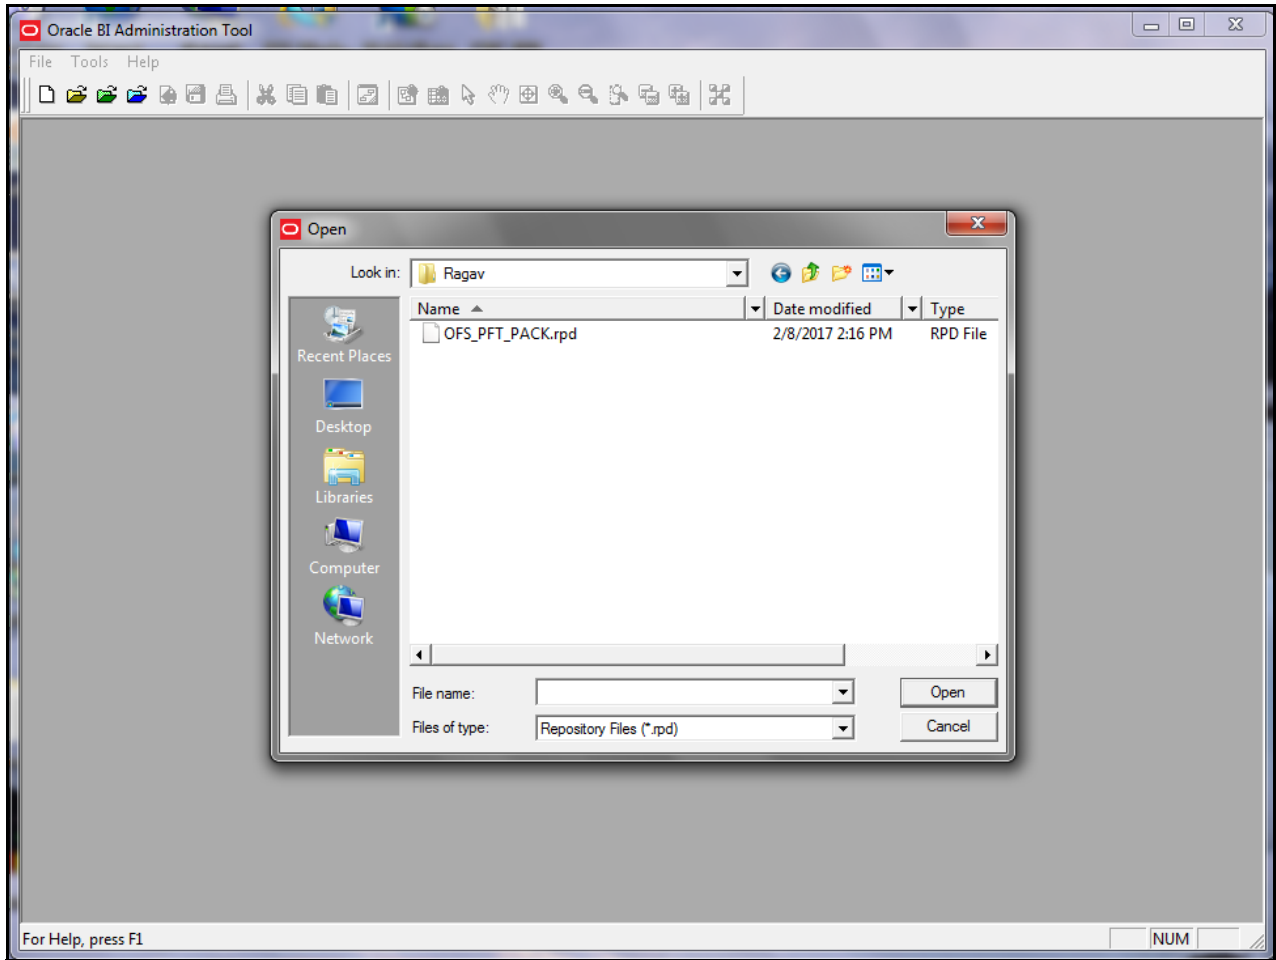 Oracle BI Administration Tool
File Tools Help
Open
Look in: Ragav
Name Date modified Type
OFS_PFT_PACK.rpd 2/8/2017 2:16 PM RPD File
Recent Places
Desktop
Libraries
Computer
Network
File name: Open
Files of type: Repository Files (*.rpd) Cancel
For Help, press F1 NUM